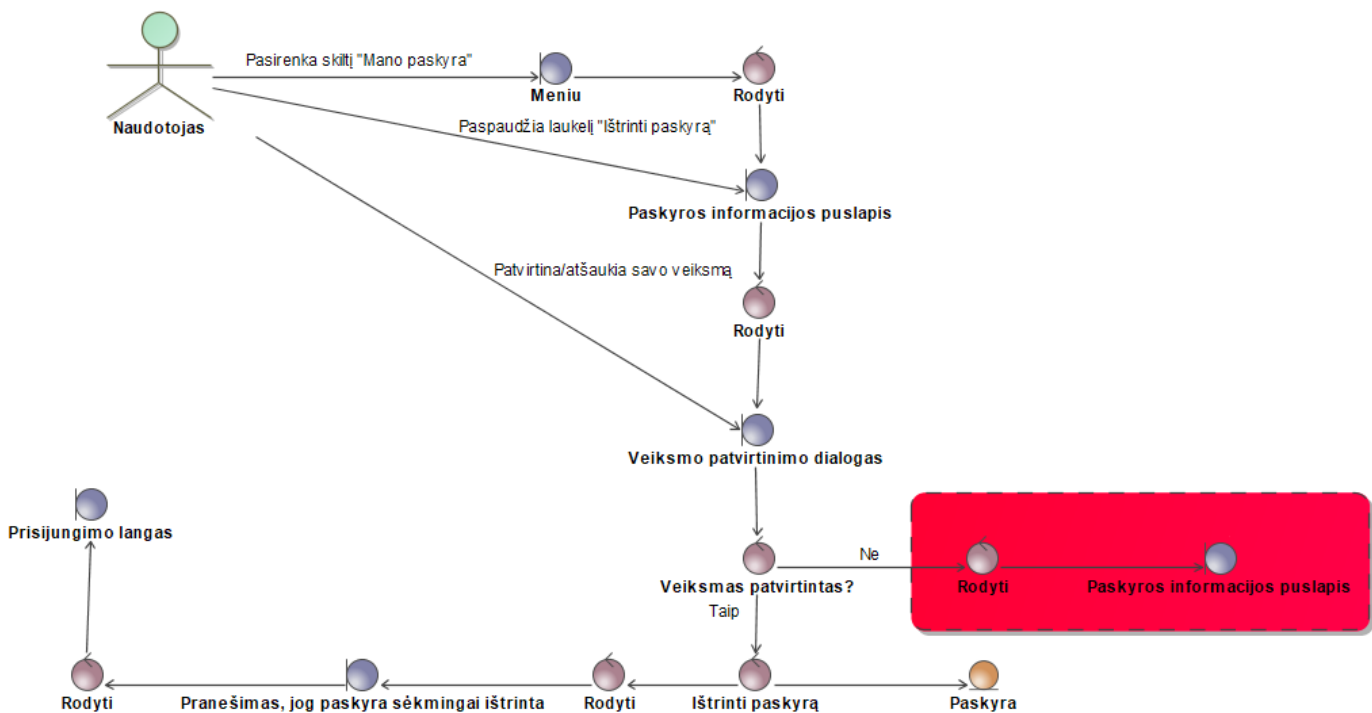 Pasirenka skiltį "Mano paskyra"
Meniu
Rodyti
Naudotojas
Paspaudžia laukelį "Ištrinti paskyrą"
Paskyros informacijos puslapis
Patvirtina/atšaukia savo veiksmą
Rodyti
Veiksmo patvirtinimo dialogas
Prisijungimo langas
Ne
Veiksmas patvirtintas?
Rodyti
Paskyros informacijos puslapis
Taip
Rodyti
Pranešimas, jog paskyra sėkmingai ištrinta
Rodyti
Ištrinti paskyrą
Paskyra